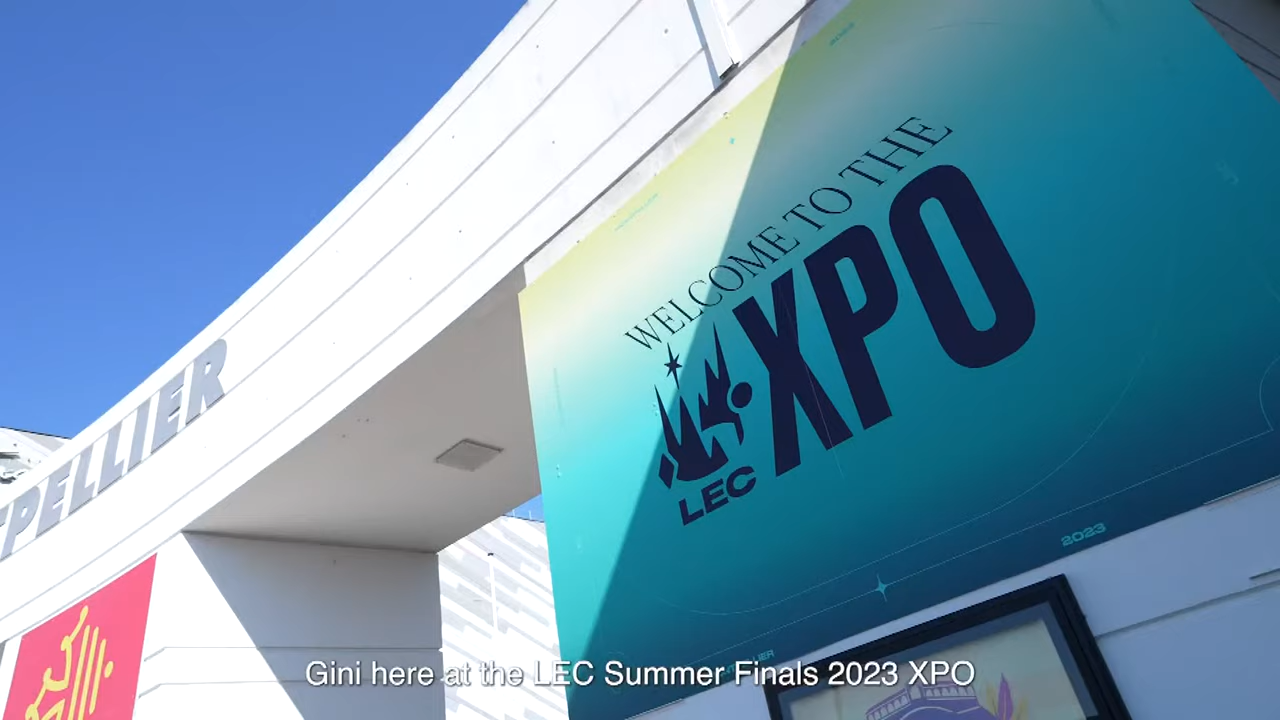 WELCOME TO THE
XPO
LEC
PELLIER
2023
Gini here at the LEC Summer Finals 2023 XPO